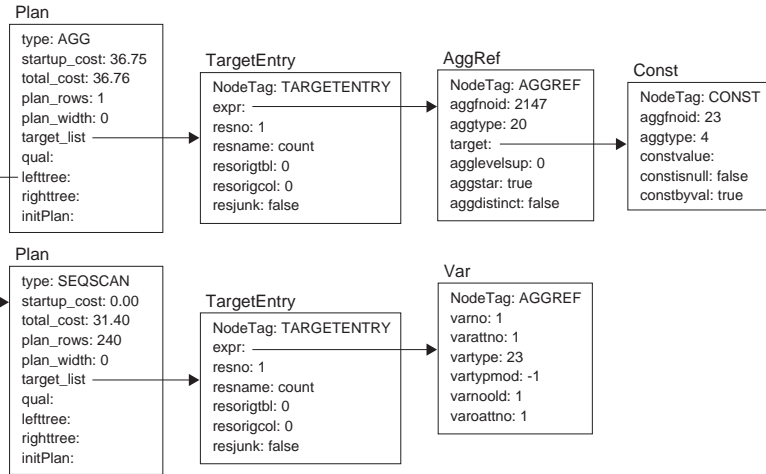 Plan
type: AGG
startup_cost: 36.75
total_cost: 36.76
plan_rows: 1
plan_width: 0
target_list
qual:
lefttree:
righttree:
initPlan:
TargetEntry
NodeTag: TARGETENTRY
expr:
resno: 1
resname: count
resorigtbl: 0
resorigcol: 0
resjunk: false
AggRef
NodeTag: AGGREF
aggfnoid: 2147
aggtype: 20
target:
agglevelsup: 0
aggstar: true
aggdistinct: false
Const
NodeTag: CONST
aggfnoid: 23
aggtype: 4
constvalue:
constisnull: false
constbyval: true
Plan
type: SEQSCAN
startup_cost: 0.00
total_cost: 31.40
plan_rows: 240
plan_width: 0
target_list
qual:
lefttree:
righttree:
initPlan:
TargetEntry
NodeTag: TARGETENTRY
expr:
resno: 1
resname: count
resorigtbl: 0
resorigcol: 0
resjunk: false
Var
NodeTag: AGGREF
varno: 1
varattno: 1
vartype: 23
vartypmod: -1
varnoold: 1
varoattno: 1